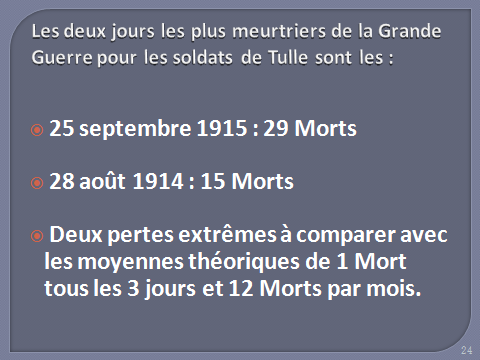 Les deux jours les plus meurtriers de la Grande
Guerre pour les soldats de Tulle sont les :
25 septembre 1915 : 29 Morts
28 août 1914 : 15 Morts
Deux pertes extrêmes à comparer avec
les moyennes théoriques de 1 Mort
tous les 3 jours et 12 Morts par mois.
24